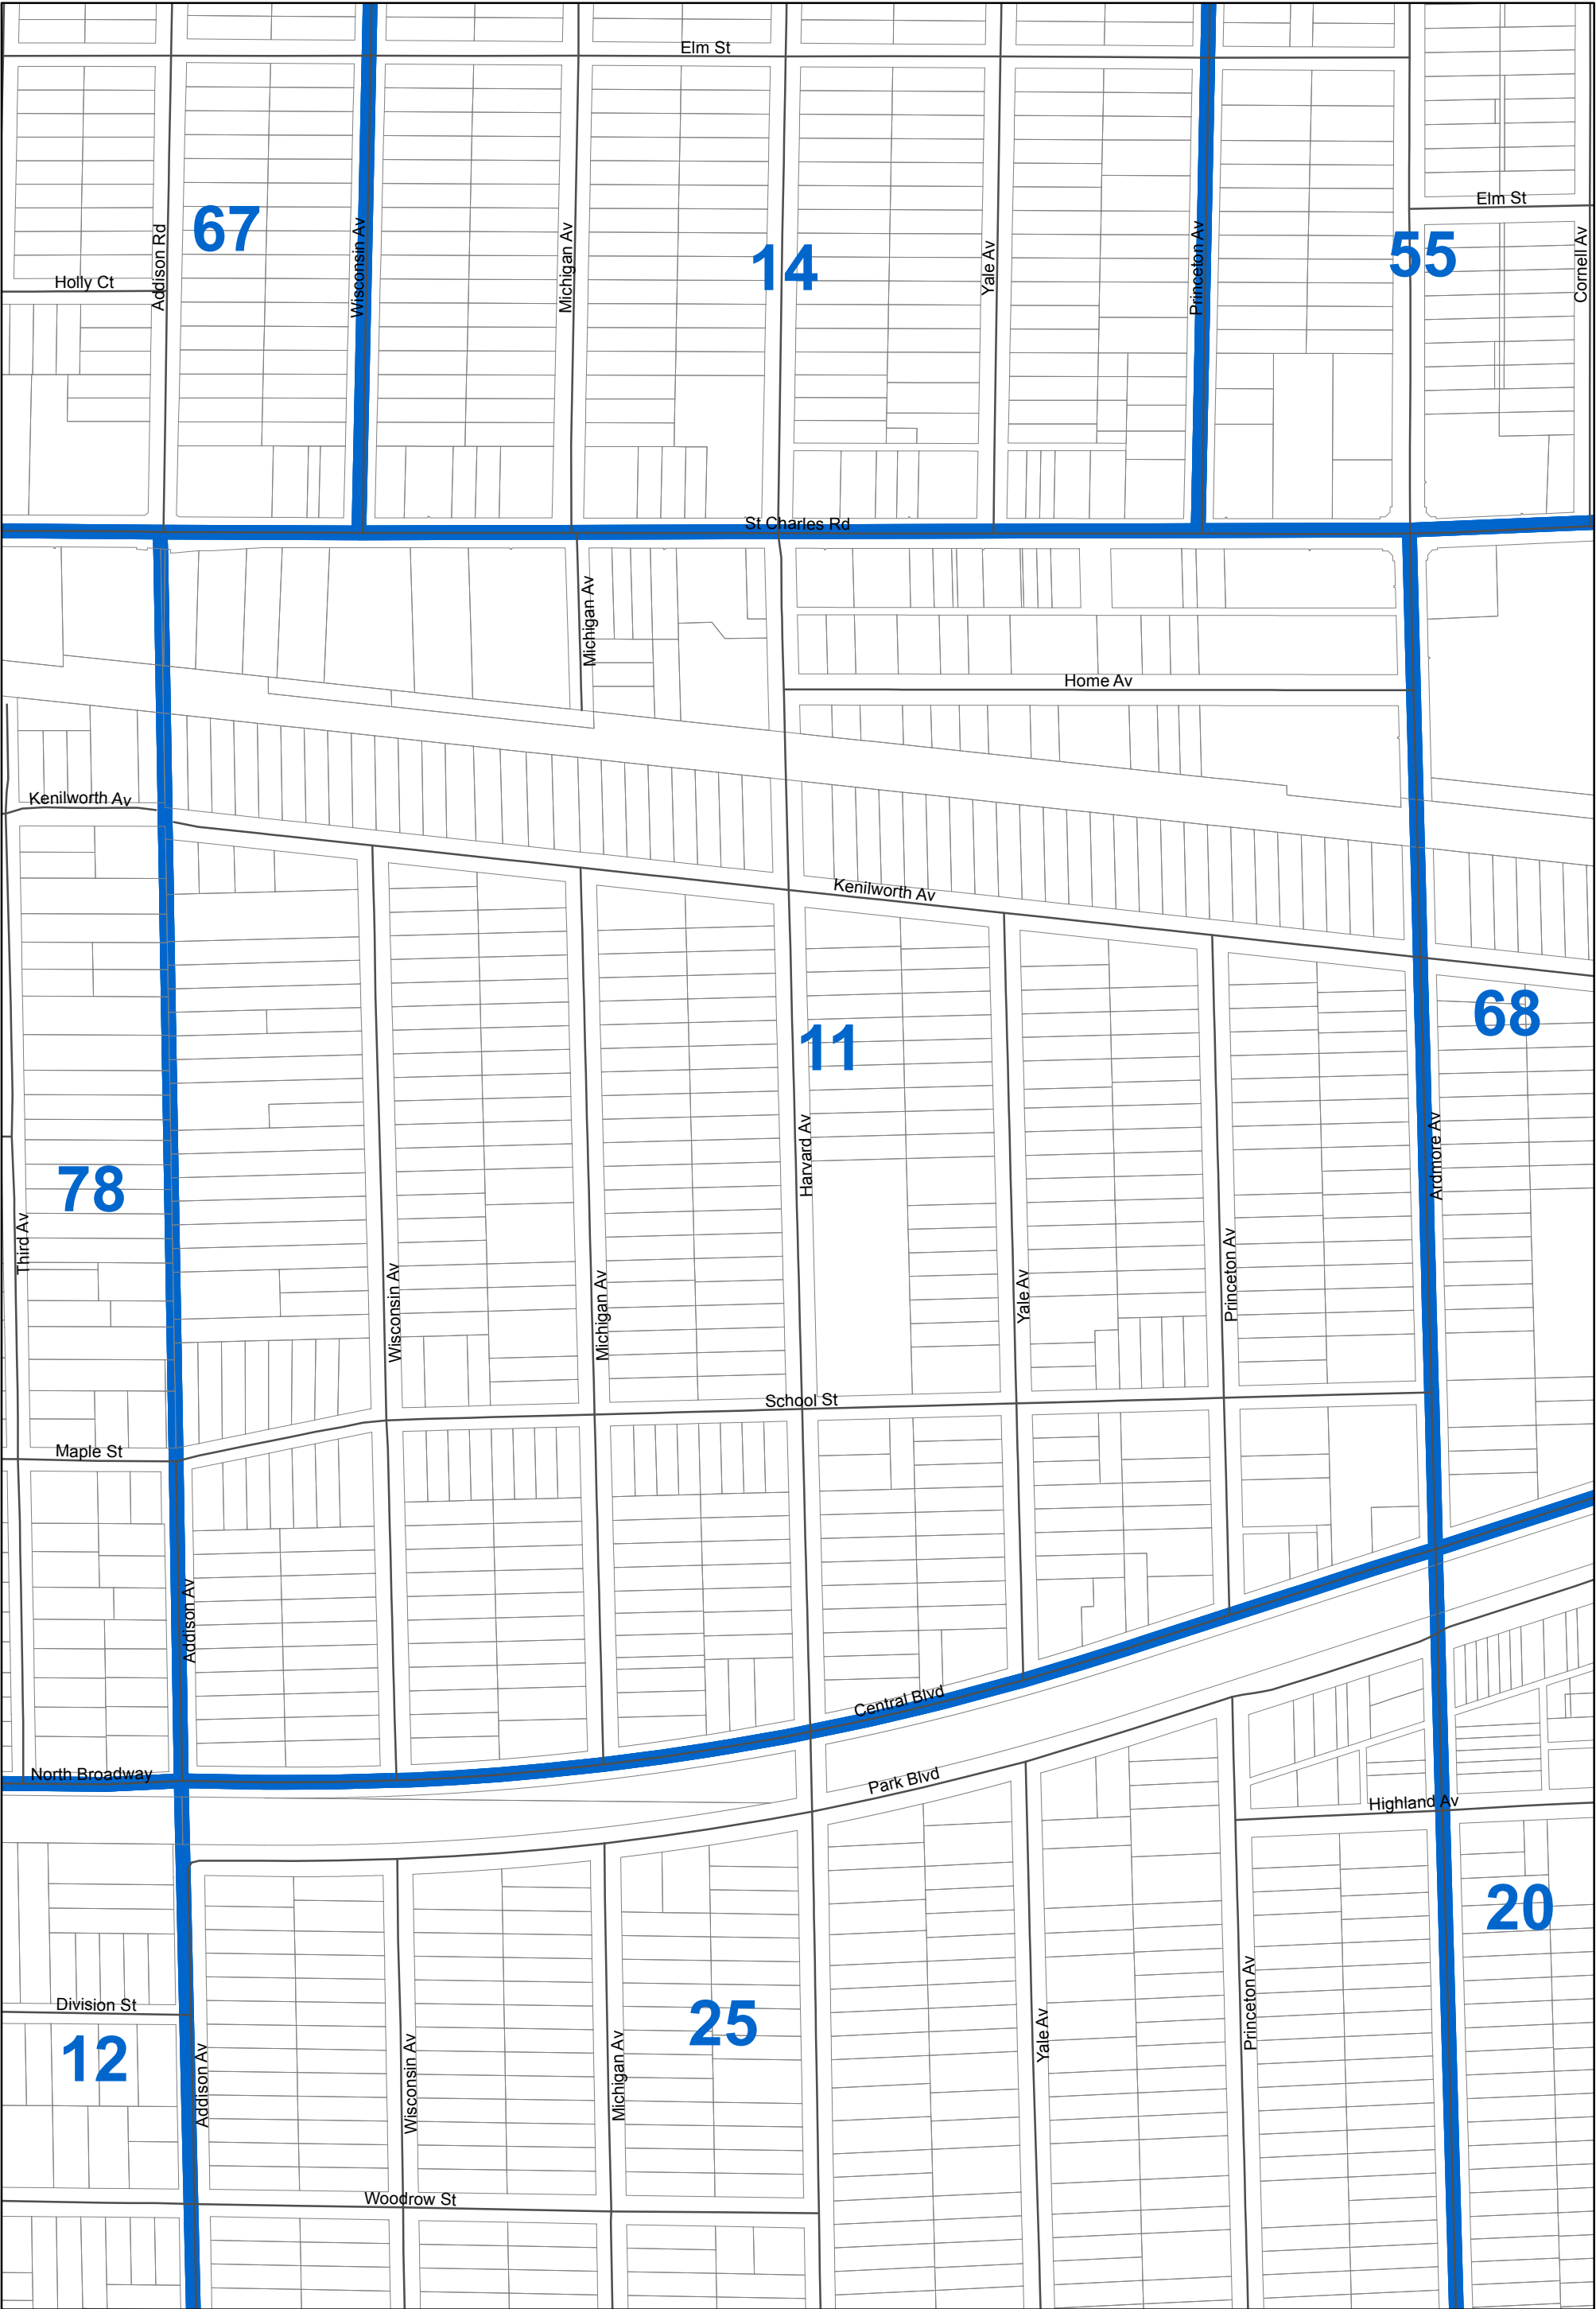 Elm St
Elm St
67
14
55
Addison Rd
Wisconsin Av
Michigan Av
Yale Av
Princeton Av
Cornell Av
Holly Ct
St Charles Rd
Michigan Av
Home Av
Kenilworth Av
Kenilworth Av
68
11
78
Third Av
Harvard Av
Ardmore Av
Wisconsin Av
Michigan Av
Yale Av
Princeton Av
School St
Maple St
Addison Av
Central Blvd
North Broadway
Park Blvd
Highland Av
20
Division St
12
25
Addison Av
Wisconsin Av
Michigan Av
Yale Av
Princeton Av
Woodrow St